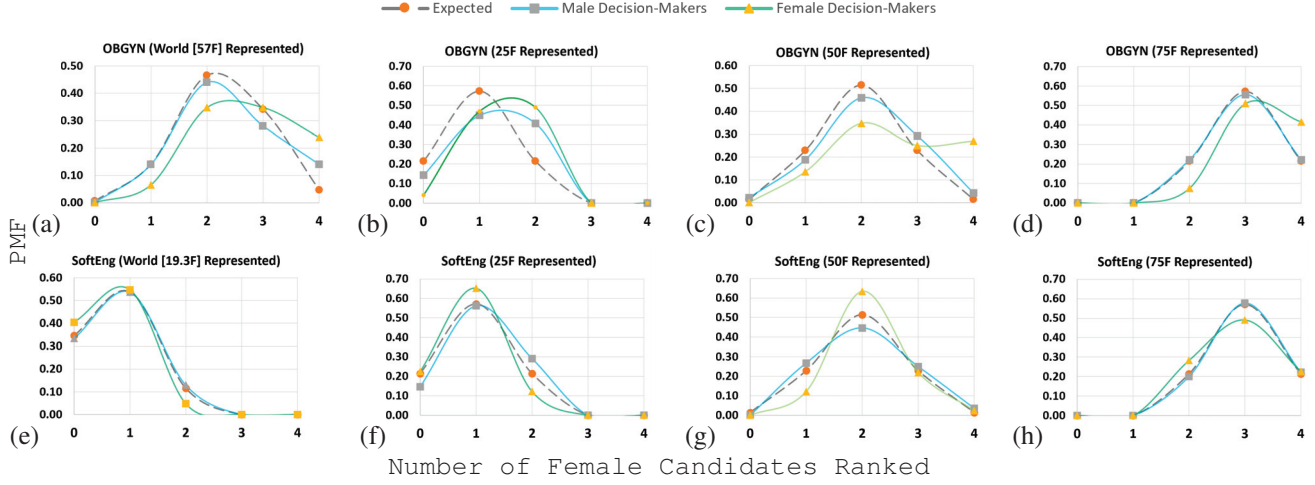 Expected Male Decision-Makers Female Decision-Makers
OBGYN (World [57F] Represented)
0.50
0.40
0.30
0.20
0.10
0.00
0 1 2 3 4
(a)
OBGYN (25F Represented)
0.70
0.60
0.50
0.40
0.30
0.20
0.10
0.00
0 1 2 3 4
(b)
OBGYN (50F Represented)
0.60
0.50
0.40
0.30
0.20
0.10
0.00
0 1 2 3 4
(c)
OBGYN (75F Represented)
0.70
0.60
0.50
0.40
0.30
0.20
0.10
0.00
0 1 2 3 4
(d)
PMF
SoftEng (World [19.3F] Represented)
0.60
0.50
0.40
0.30
0.20
0.10
0.00
0 1 2 3 4
(e)
SoftEng (25F Represented)
0.70
0.60
0.50
0.40
0.30
0.20
0.10
0.00
0 1 2 3 4
(f)
SoftEng (50F Represented)
0.70
0.60
0.50
0.40
0.30
0.20
0.10
0.00
0 1 2 3 4
(g)
SoftEng (75F Represented)
0.70
0.60
0.50
0.40
0.30
0.20
0.10
0.00
0 1 2 3 4
(h)
Number of Female Candidates Ranked